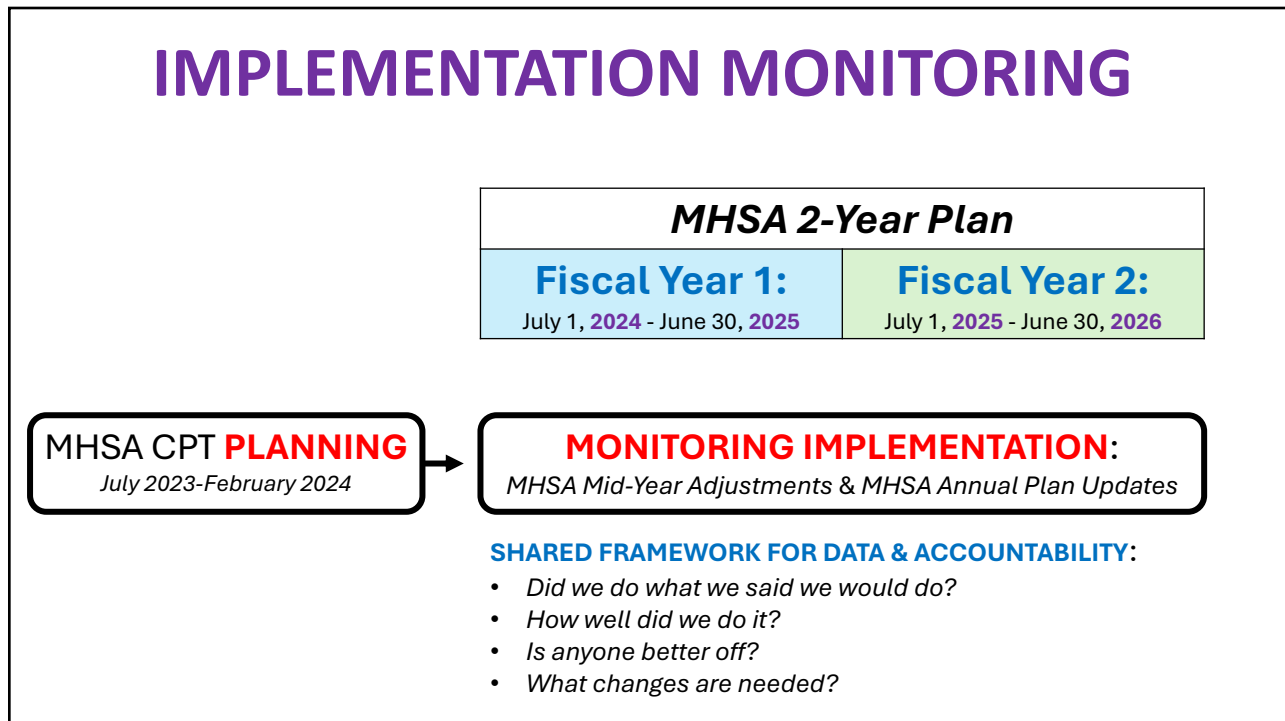 IMPLEMENTATION MONITORING
MHSA 2-Year Plan
Fiscal Year 1:
July 1, 2024 - June 30, 2025
Fiscal Year 2:
July 1, 2025 - June 30, 2026
MHSA CPT PLANNING
July 2023-February 2024
MONITORING IMPLEMENTATION:
MHSA Mid-Year Adjustments & MHSA Annual Plan Updates
SHARED FRAMEWORK FOR DATA & ACCOUNTABILITY:
• Did we do what we said we would do?
• How well did we do it?
• Is anyone better off?
• What changes are needed?